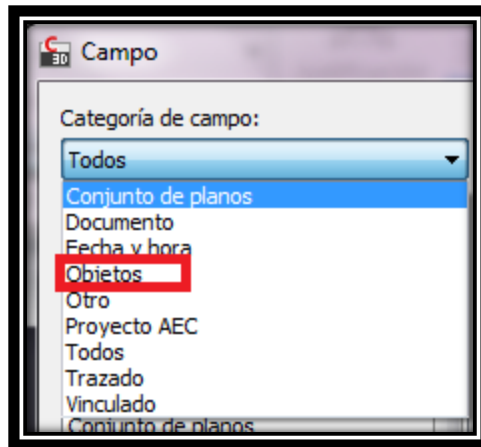 C
3D
Campo
Categoría de campo:
Todos
Conjunto de planos
Documento
Fecha y hora
Objetos
Otro
Proyecto AEC
Todos
Trazado
Vinculado
Conjunto de planos